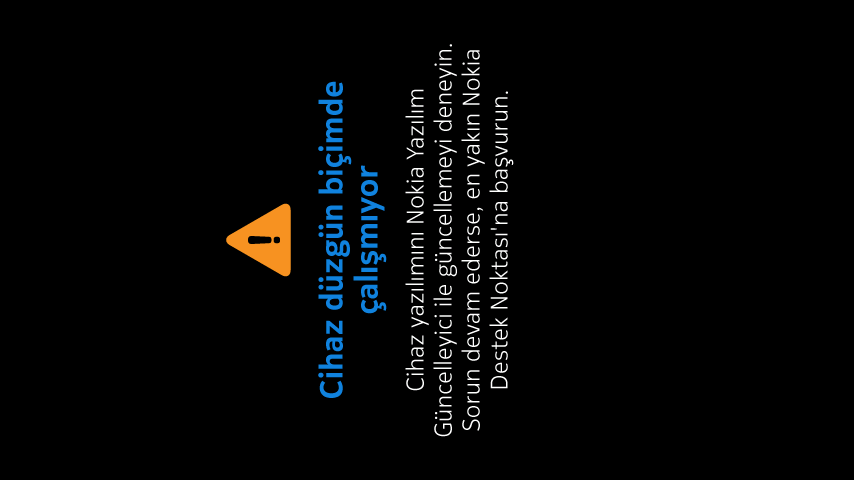 Cihaz düzgün biçimde
çalışmıyor
Cihaz yazılımını Nokia Yazılım
Güncelleyici ile güncellemeyi deneyin.
Sorun devam ederse, en yakın Nokia
Destek Noktası'na başvurun.